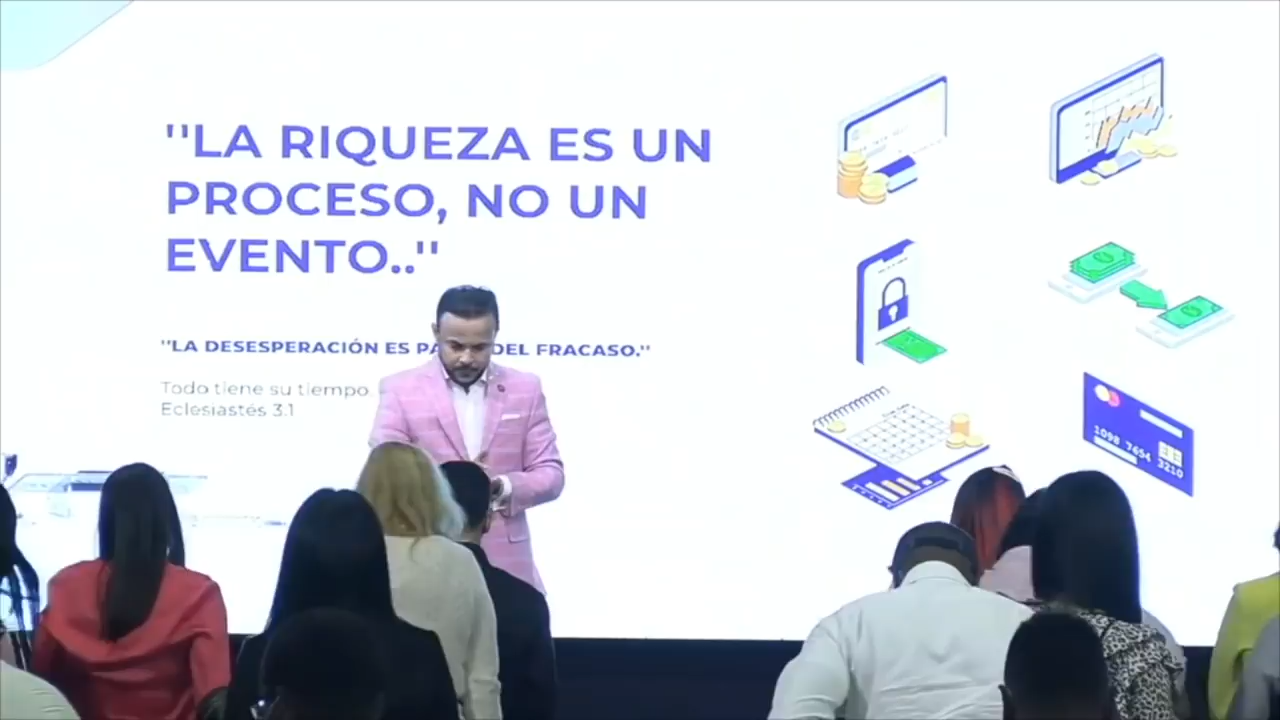 "LA RIQUEZA ES UN
PROCESO, NO UN
EVENTO.."
"LA DESESPERACIÓN ES PA DEL FRACASO."
Todo tiene su tiempo
Eclesiastés 3.1
1098 7654 3210